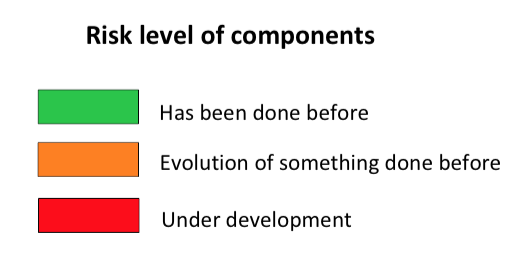 Risk level of components
Has been done before
Evolution of something done before
Under development